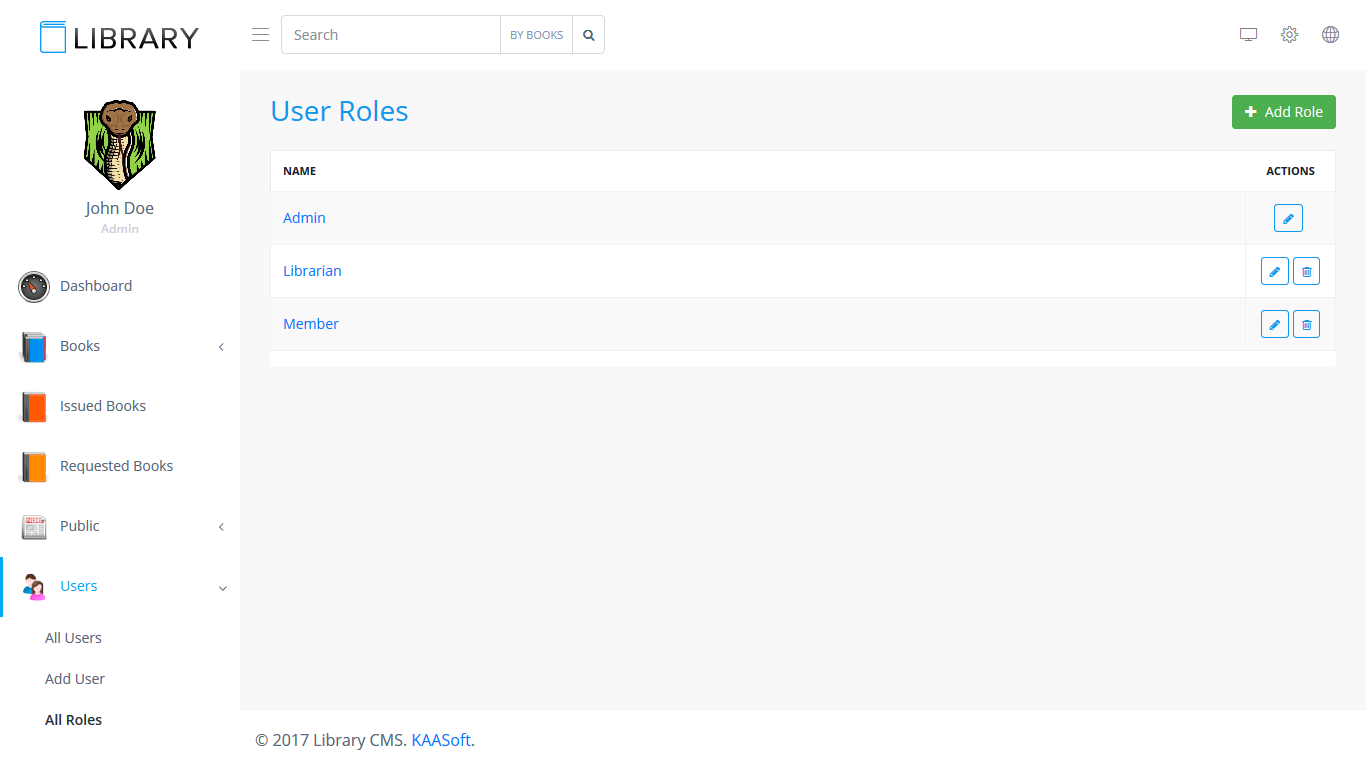 LIBRARY
Search
BY BOOKS
John Doe
Admin
Dashboard
Books
Issued Books
Requested Books
Public
Users
All Users
Add User
All Roles
User Roles
Add Role
NAME
ACTIONS
Admin
Librarian
Member
© 2017 Library CMS. KAASoft.